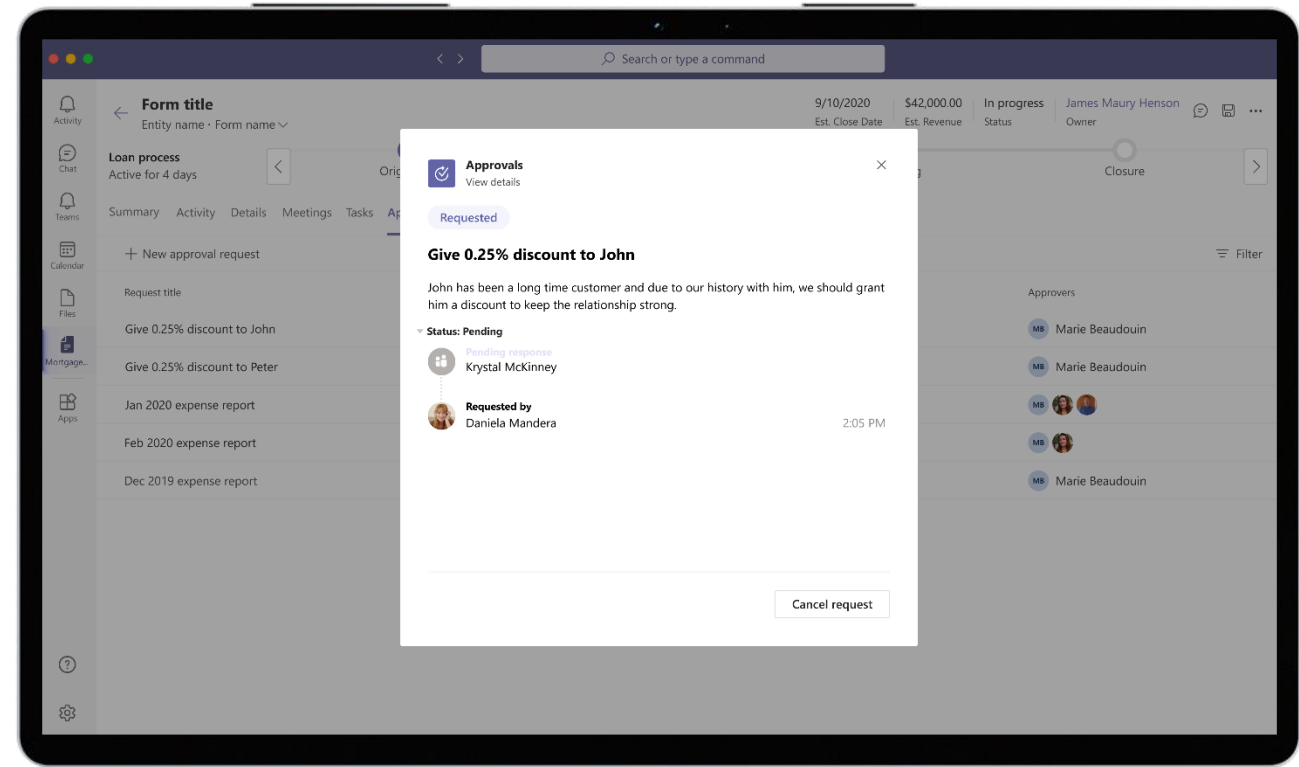 Search or type a command
Activity
Chat
Teams
Calendar
Files
Mortgage...
Apps
Form title
Entity name · Form name
9/10/2020
Est. Close Date
$42,000.00
Est. Revenue
In progress
Status
James Maury Henson
Owner
Loan process
Active for 4 days
Closure
Summary Activity Details Meetings Tasks
New approval request
Filter
Request title
Approvers
Give 0.25% discount to John
MB Marie Beaudouin
Give 0.25% discount to Peter
MB Marie Beaudouin
Jan 2020 expense report
MB
Feb 2020 expense report
MB
Dec 2019 expense report
MB Marie Beaudouin
Approvals
View details
Requested
Give 0.25% discount to John
John has been a long time customer and due to our history with him, we should grant
him a discount to keep the relationship strong.
Status: Pending
Pending response
Krystal McKinney
Requested by
Daniela Mandera
2:05 PM
Cancel request